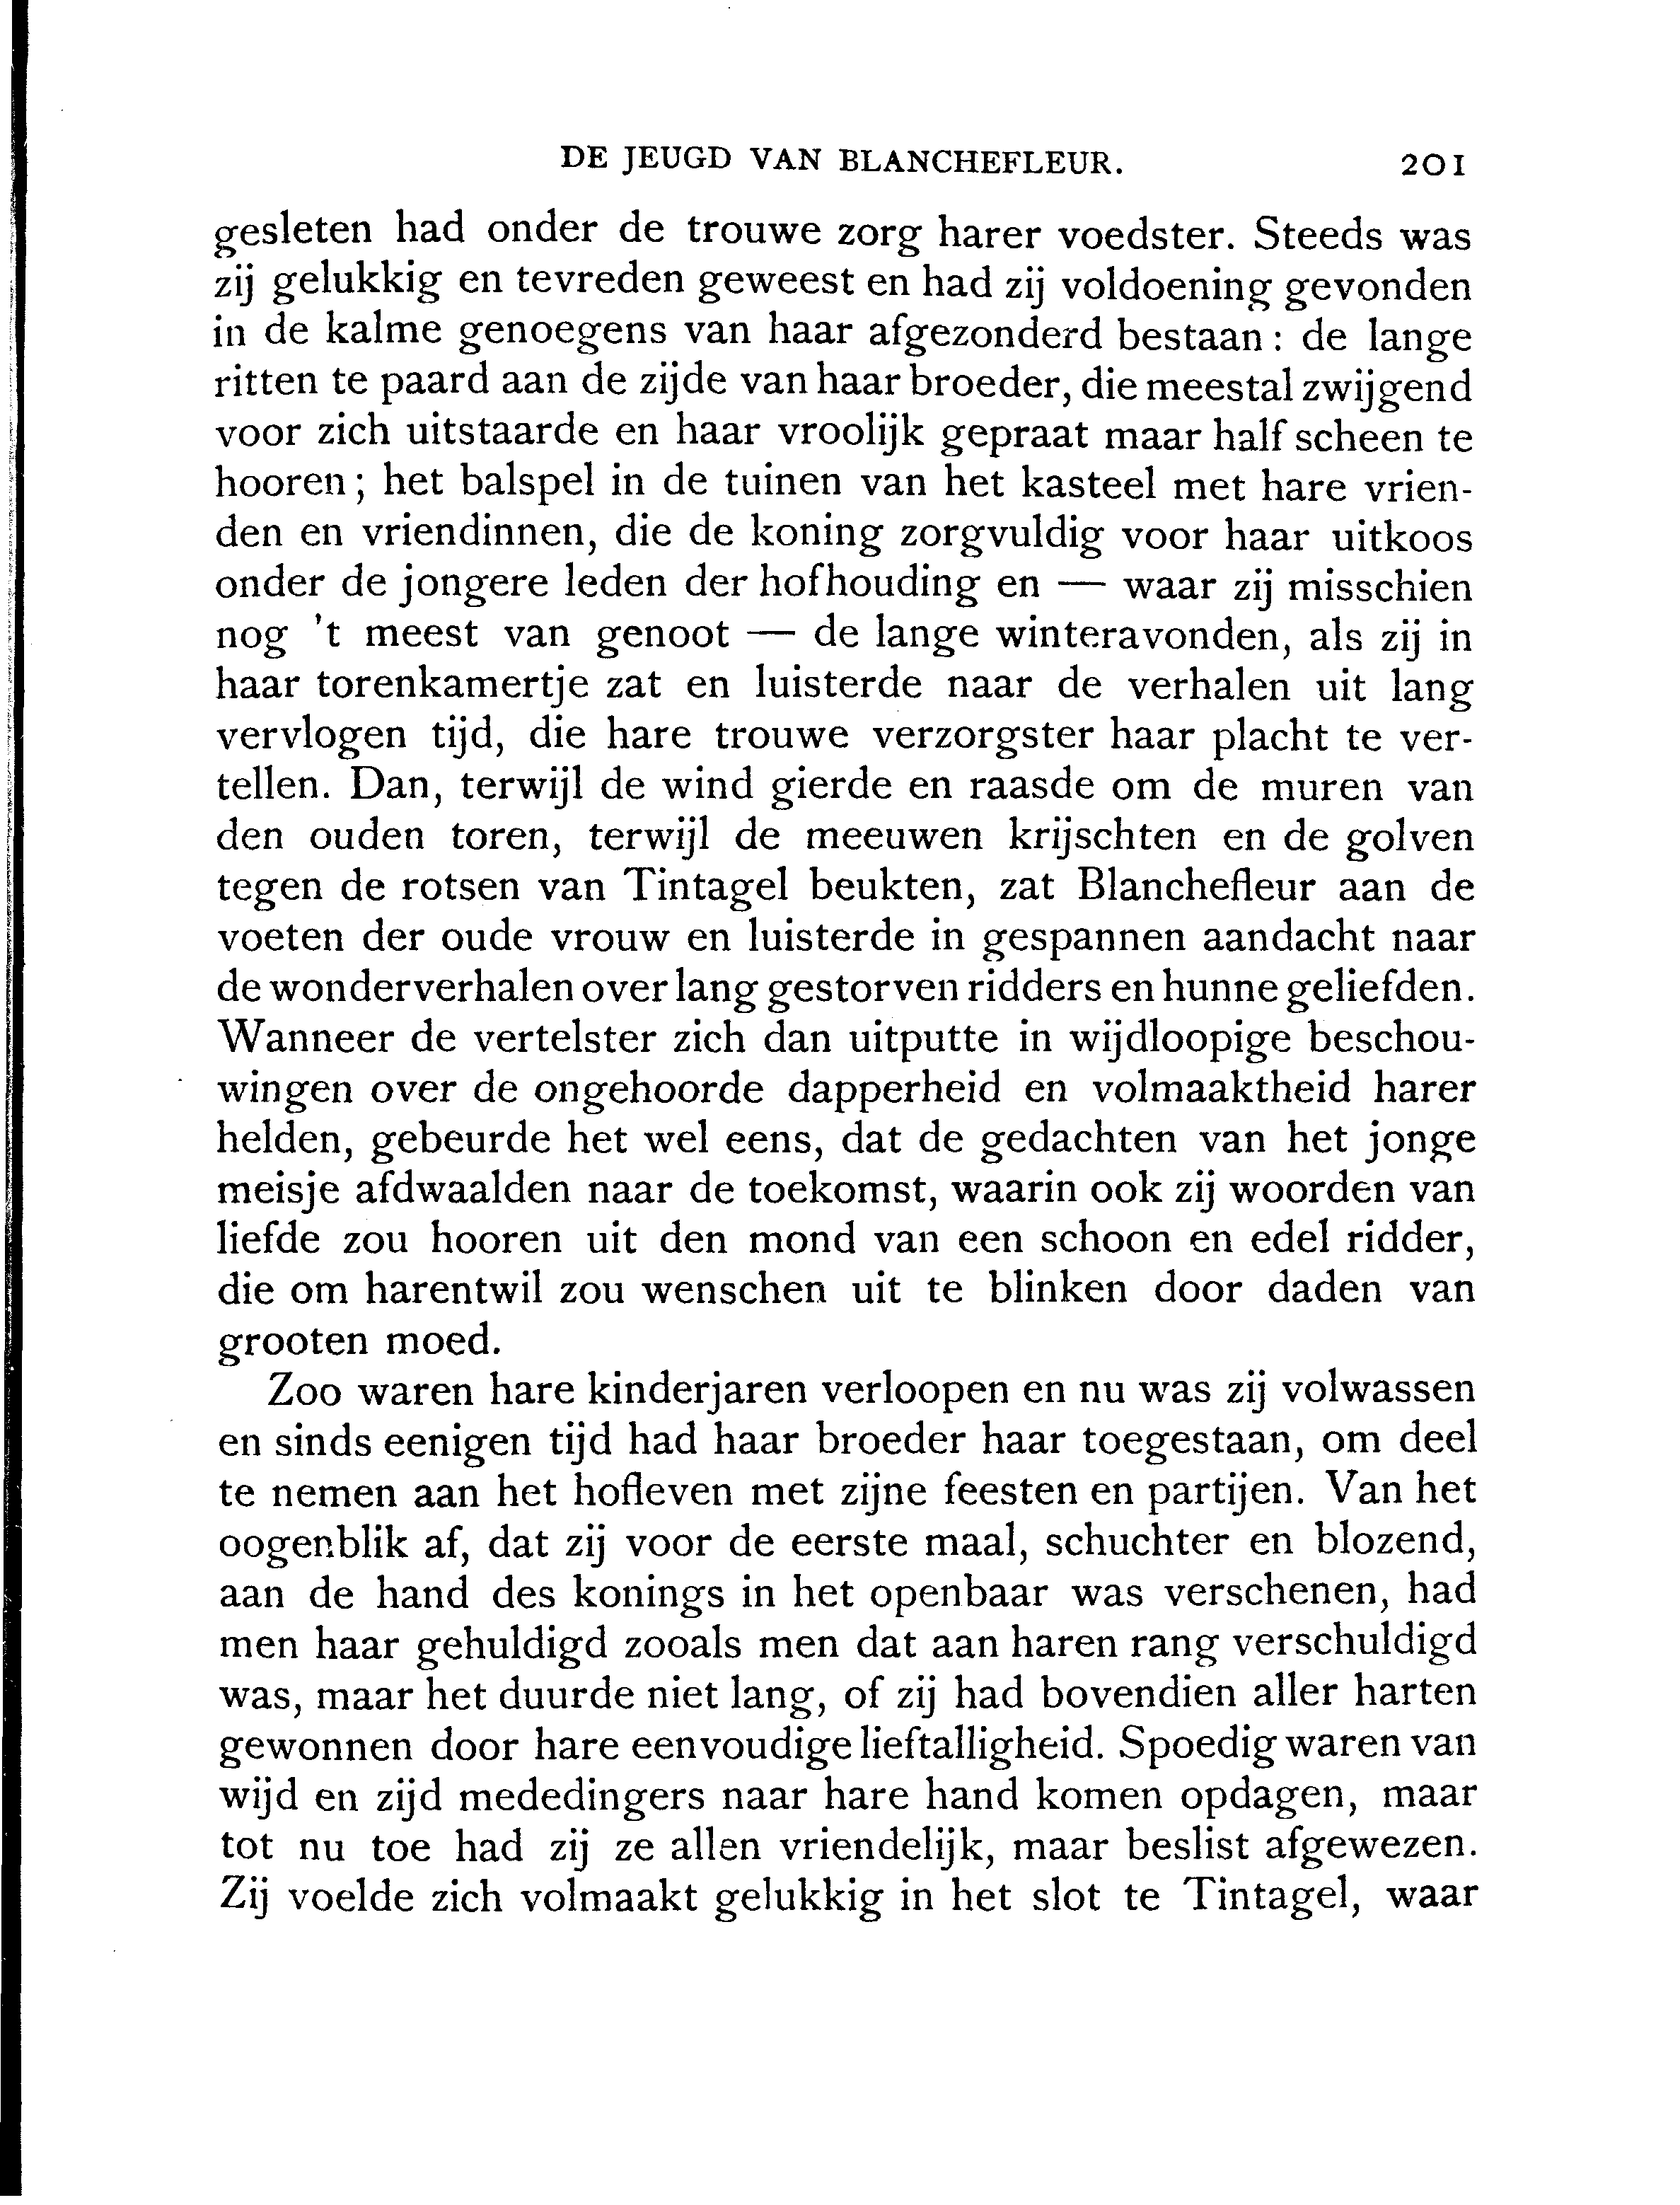 DE JEUGD VAN BLANCHEFLEUR. 201
gesleten had onder de trouwe zorg harer voedster. Steeds was
zij gelukkig en tevreden geweest en had zij voldoening gevonden
in de kalme genoegens van haar afgezonderd bestaan: de lange
ritten te paard aan de zijde van haar broeder, die meestal zwijgend
voor zich uitstaarde en haar vroolijk gepraat maar half scheen te
hooren; het balspel in de tuinen van het kasteel met hare vrien-
den en vriendinnen, die de koning zorgvuldig voor haar uitkoos
onder de jongere leden der hofhouding en — waar zij misschien
nog 't meest van genoot — de lange winteravonden, als zij in
haar torenkamertje zat en luisterde naar de verhalen uit lang
vervlogen tijd, die hare trouwe verzorgster haar placht te ver-
tellen. Dan, terwijl de wind gierde en raasde om de muren van
den ouden toren, terwijl de meeuwen krijschten en de golven
tegen de rotsen van Tintagel beukten, zat Blanchefleur aan de
voeten der oude vrouw en luisterde in gespannen aandacht naar
de wonderverhalen over lang gestorven ridders en hunne geliefden.
Wanneer de vertelster zich dan uitputte in wijdloopige beschou-
wingen over de ongehoorde dapperheid en volmaaktheid harer
helden, gebeurde het wel eens, dat de gedachten van het jonge
meisje afdwaalden naar de toekomst, waarin ook zij woorden van
liefde zou hooren uit den mond van een schoon en edel ridder,
die om harentwil zou wenschen uit te blinken door daden van
grooten moed.
Zoo waren hare kinderjaren verloopen en nu was zij volwassen
en sinds eenigen tijd had haar broeder haar toegestaan, om deel
te nemen aan het hofleven met zijne feesten en partijen. Van het
oogenblik af, dat zij voor de eerste maal, schuchter en blozend,
aan de hand des konings in het openbaar was verschenen, had
men haar gehuldigd zooals men dat aan haren rang verschuldigd
was, maar het duurde niet lang, of zij had bovendien aller harten
gewonnen door hare eenvoudige lieftalligheid. Spoedig waren van
wijd en zijd mededingers naar hare hand komen opdagen, maar
tot nu toe had zij ze allen vriendelijk, maar beslist afgewezen.
Zij voelde zich volmaakt gelukkig in het slot te Tintagel, waar